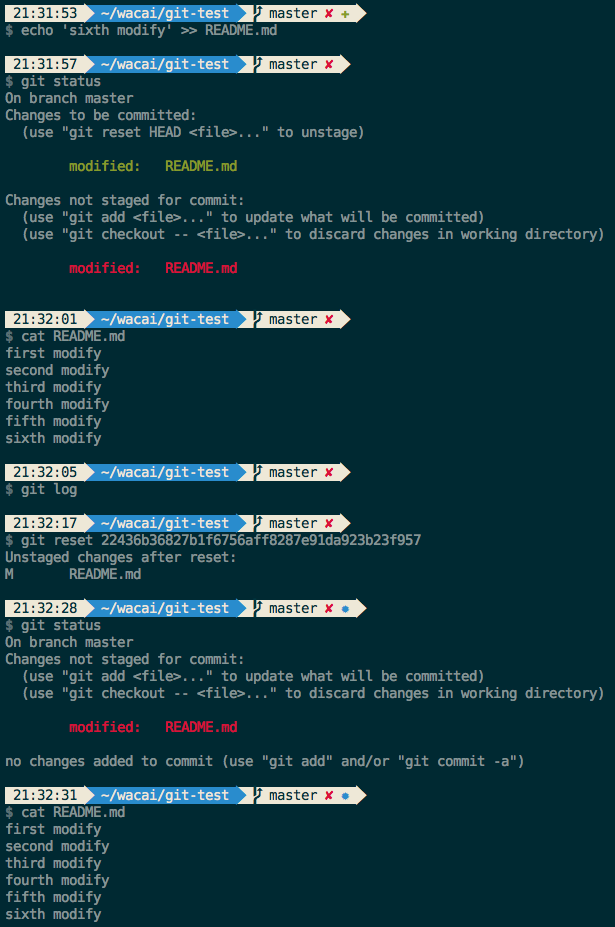 21:31:53 ~/wacai/git-test master ✘ ✚
$ echo 'sixth modify' >> README.md
21:31:57 ~/wacai/git-test master ✘
$ git status
On branch master
Changes to be committed:
  (use "git reset HEAD <file>..." to unstage)
        modified:   README.md
Changes not staged for commit:
  (use "git add <file>..." to update what will be committed)
  (use "git checkout -- <file>..." to discard changes in working directory)
        modified:   README.md
21:32:01 ~/wacai/git-test master ✘
$ cat README.md
first modify
second modify
third modify
fourth modify
fifth modify
sixth modify
21:32:05 ~/wacai/git-test master ✘
$ git log
21:32:17 ~/wacai/git-test master ✘
$ git reset 22436b36827b1f6756aff8287e91da923b23f957
Unstaged changes after reset:
M       README.md
21:32:28 ~/wacai/git-test master ✘ ✹
$ git status
On branch master
Changes not staged for commit:
  (use "git add <file>..." to update what will be committed)
  (use "git checkout -- <file>..." to discard changes in working directory)
        modified:   README.md
no changes added to commit (use "git add" and/or "git commit -a")
21:32:31 ~/wacai/git-test master ✘ ✹
$ cat README.md
first modify
second modify
third modify
fourth modify
fifth modify
sixth modify